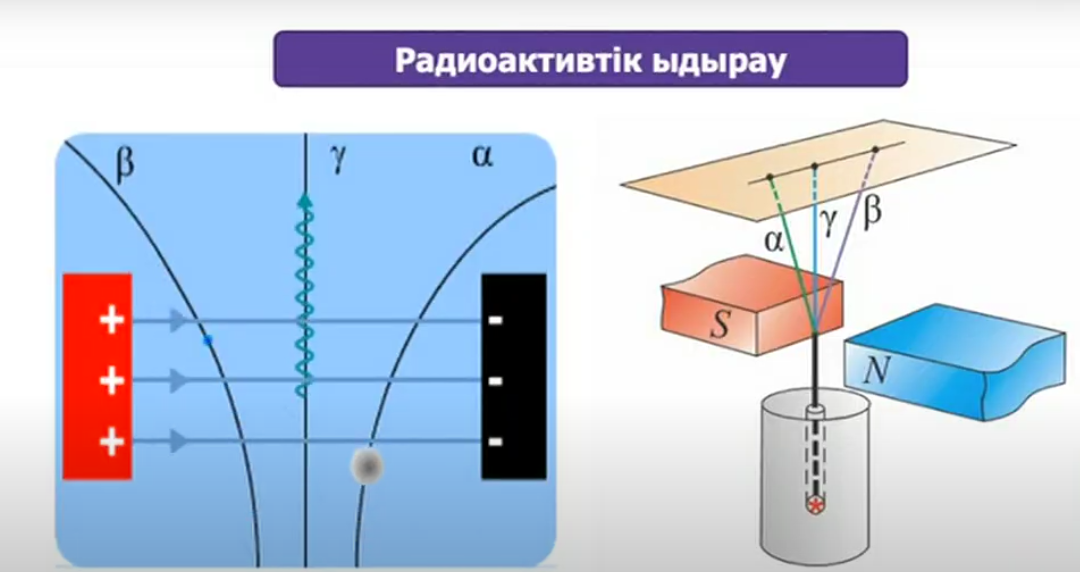 Радиоактивтік ыдырау
β γ α
+ -
+ -
+ -
α γ β
S
N